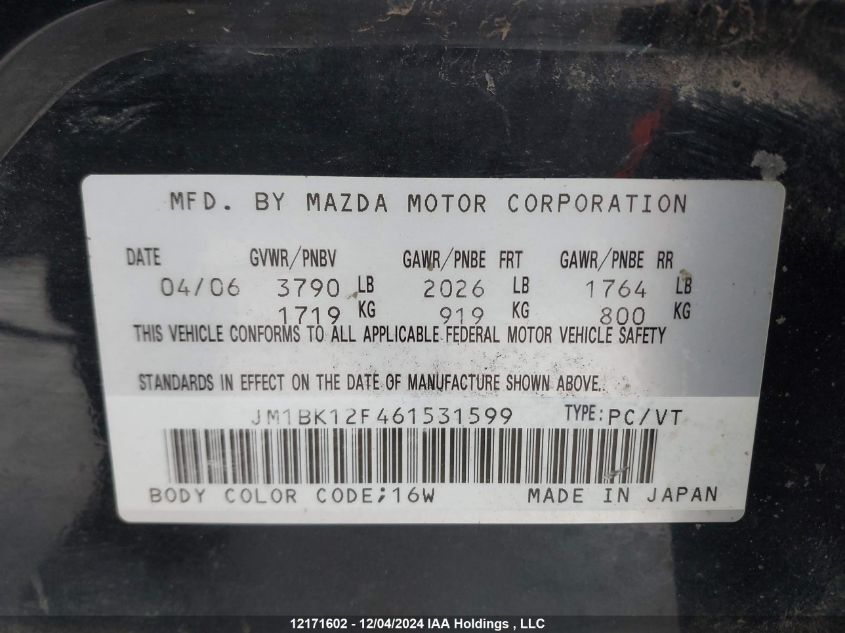 MFD. BY MAZDA MOTOR CORPORATION
DATE GVWR/PNBV GAWR/PNBE FRT GAWR/PNBE RR
04/06 3790 LB 2026 LB 1764 LB
1719 KG 919 KG 800 KG
THIS VEHICLE CONFORMS TO ALL APPLICABLE FEDERAL MOTOR VEHICLE SAFETY
STANDARDS IN EFFECT ON THE DATE OF MANUFACTURE SHOWN ABOVE.
JM1BK12F461531599 TYPE:PC/VT
BODY COLOR CODE;16W MADE IN JAPAN
12171602 - 12/04/2024 IAA Holdings , LLC